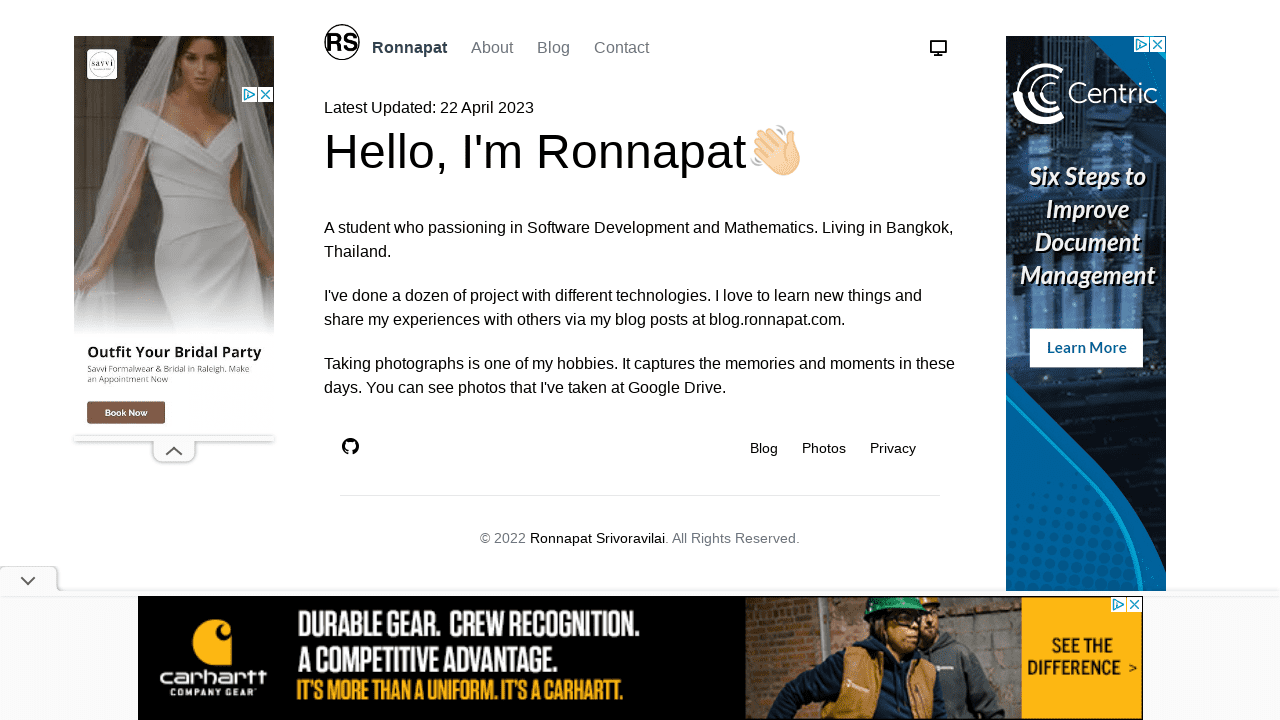 RS
Ronnapat
About
Blog
Contact
Latest Updated: 22 April 2023
Hello, I'm Ronnapat
A student who passioning in Software Development and Mathematics. Living in Bangkok,
Thailand.
I've done a dozen of project with different technologies. I love to learn new things and
share my experiences with others via my blog posts at blog.ronnapat.com.
Taking photographs is one of my hobbies. It captures the memories and moments in these
days. You can see photos that I've taken at Google Drive.
Blog
Photos
Privacy
© 2022 Ronnapat Srivoravilai. All Rights Reserved.
savvi
Outfit Your Bridal Party
Savvi Formalwear & Bridal in Raleigh. Make
an Appointment Now
Book Now
Centric
Six Steps to
Improve
Document
Management
Learn More
carhartt
COMPANY GEAR™
DURABLE GEAR. CREW RECOGNITION.
A COMPETITIVE ADVANTAGE.
IT'S MORE THAN A UNIFORM. IT'S A CARHARTT.
SEE THE
DIFFERENCE >